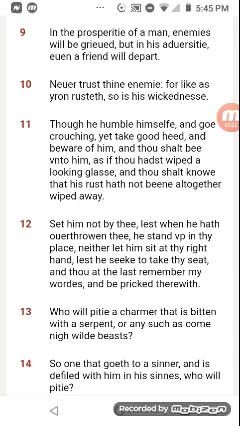 5:45 PM
9 In the prosperitie of a man, enemies
will be grieued, but in his aduersitie,
euen a friend will depart.
10 Neuer trust thine enemie: for like as
yron rusteth, so is his wickednesse.
11 Though he humble himselfe, and goe
crouching, yet take good heed, and
beware of him, and thou shalt bee
vnto him, as if thou hadst wiped a
looking glasse, and thou shalt knowe
that his rust hath not beene altogether
wiped away.
12 Set him not by thee, lest when he hath
ouerthrowen thee, he stand vp in thy
place, neither let him sit at thy right
hand, lest he seeke to take thy seat,
and thou at the last remember my
wordes, and be pricked therewith.
13 Who will pitie a charmer that is bitten
with a serpent, or any such as come
nigh wilde beasts?
14 So one that goeth to a sinner, and is
defiled with him in his sinnes, who will
pitie?
Recorded by Mobizen